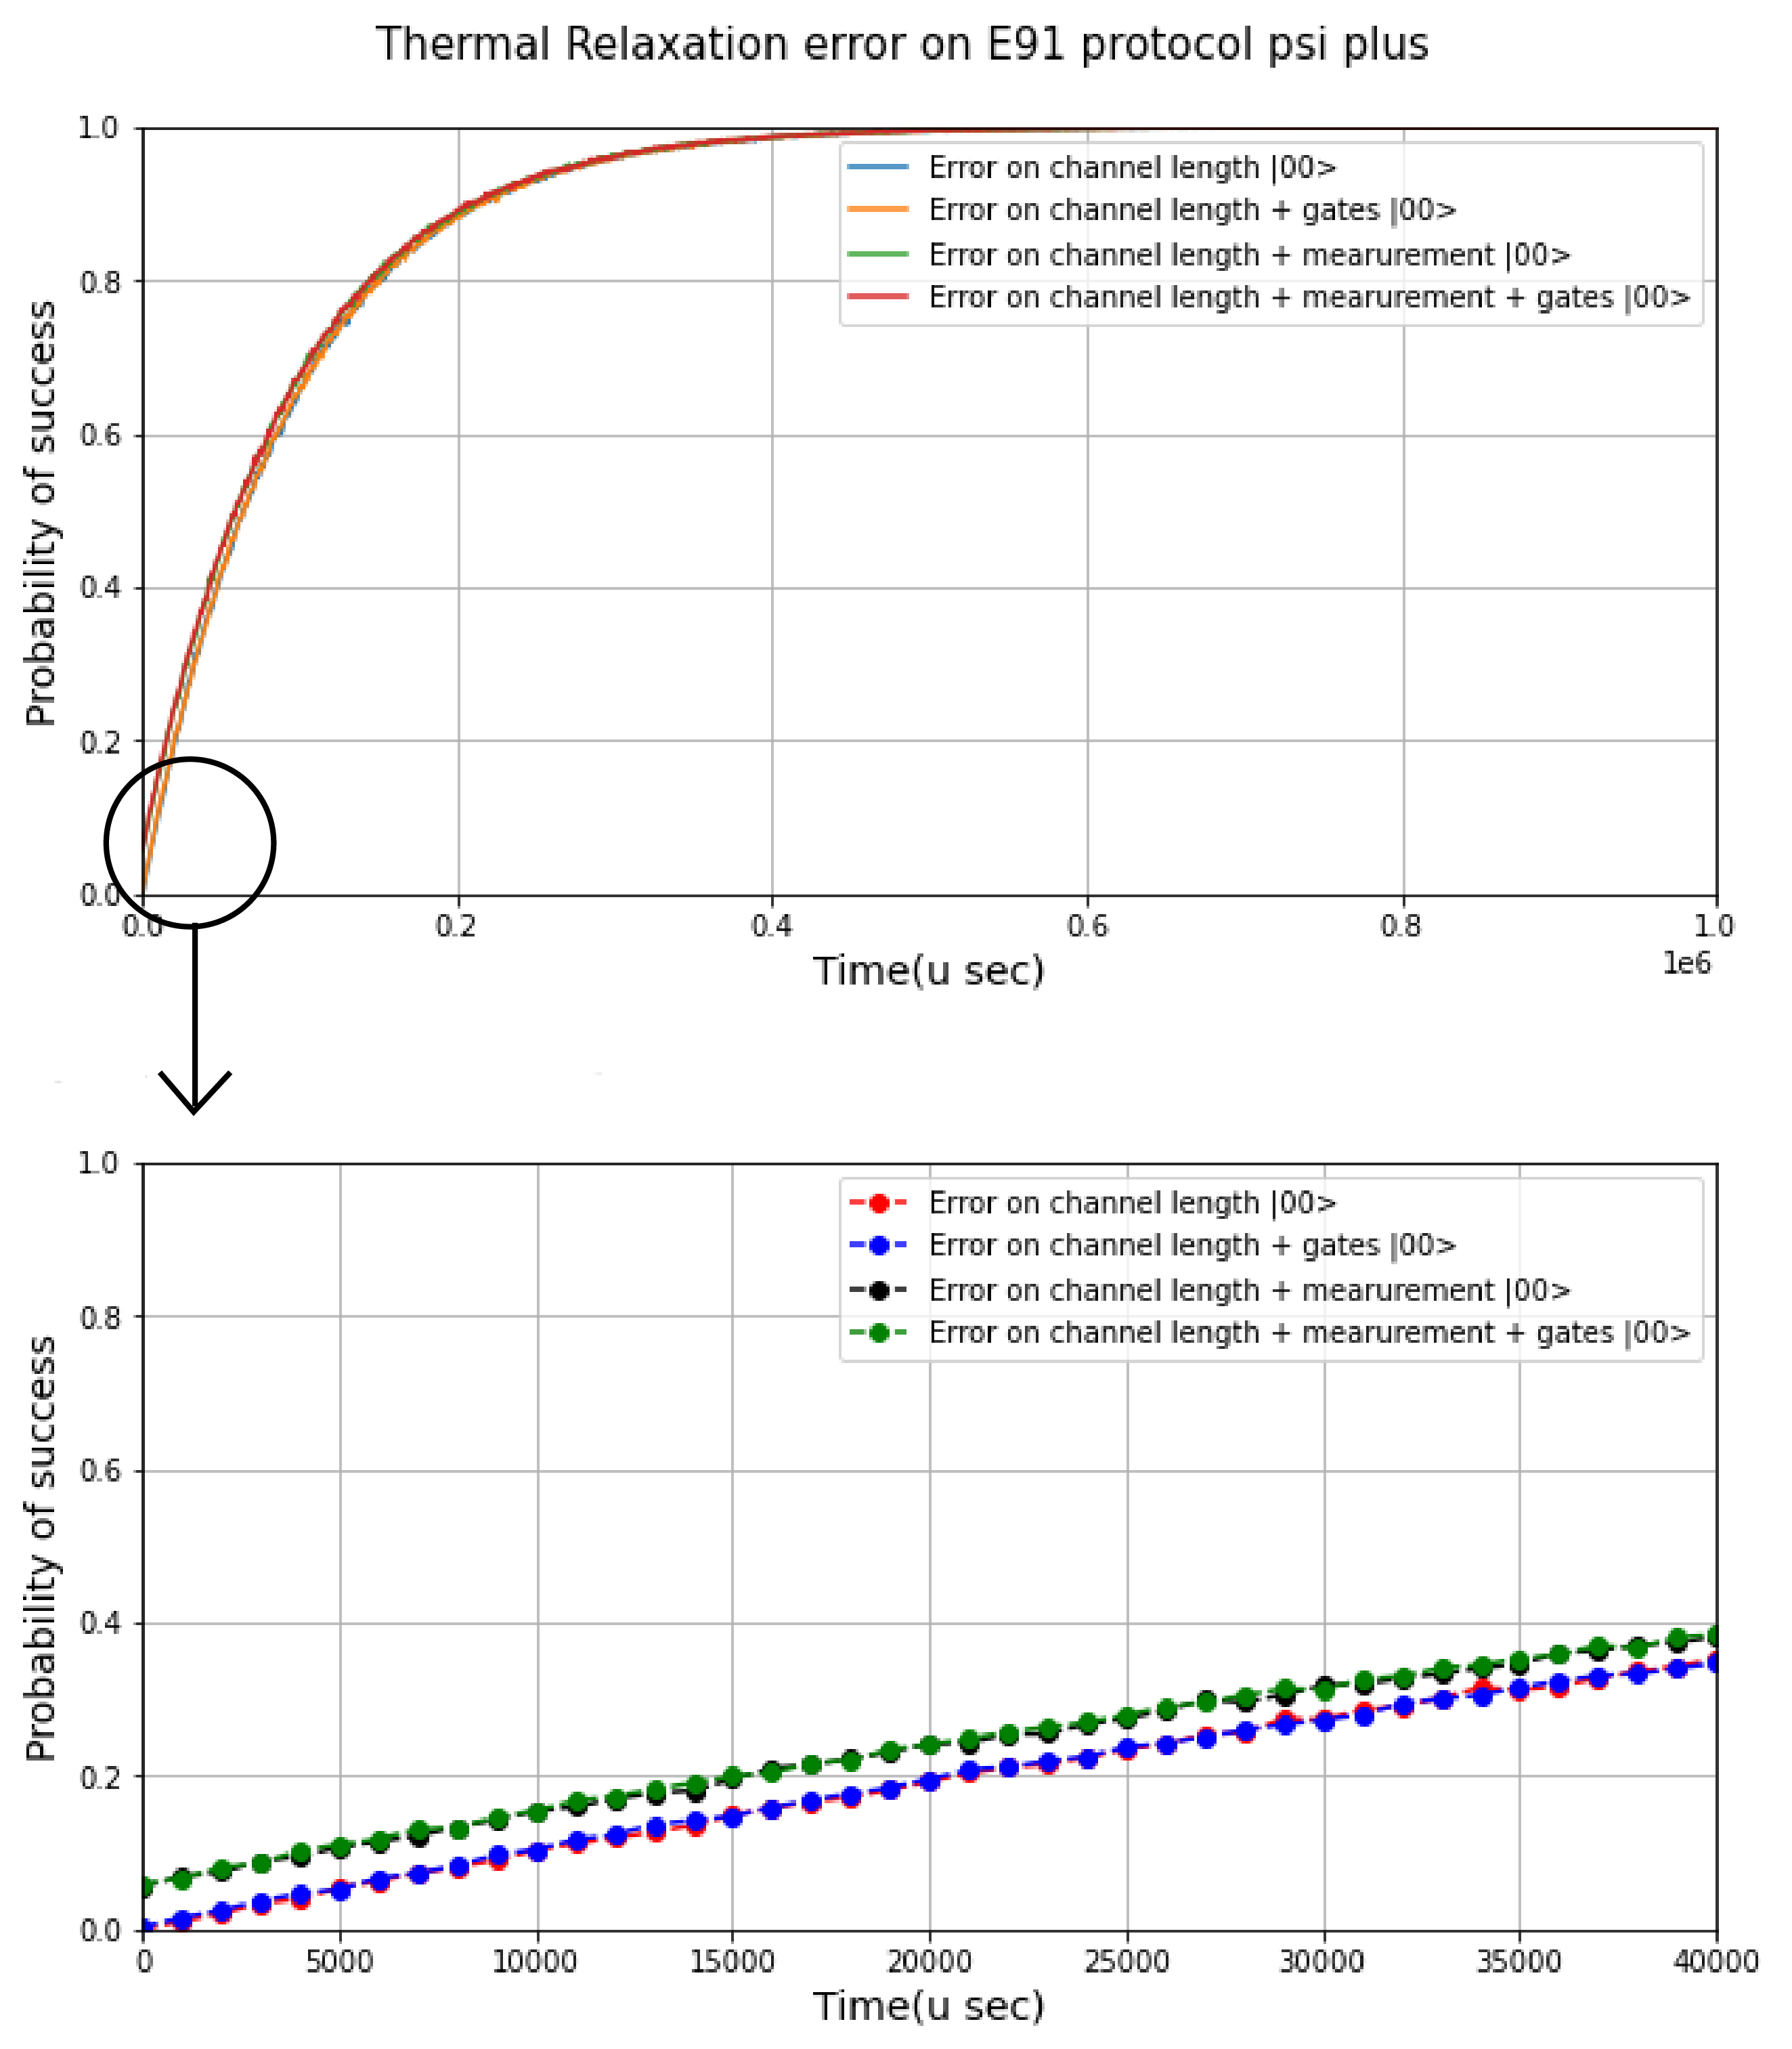 Thermal Relaxation error on E91 protocol psi plus
Probability of success
1.0
0.8
0.6
0.4
0.2
0.0
Error on channel length |00>
Error on channel length + gates |00>
Error on channel length + mearurement |00>
Error on channel length + mearurement + gates |00>
0.0 0.2 0.4 0.6 0.8 1.0
1e6
Time(u sec)
Probability of success
1.0
0.8
0.6
0.4
0.2
0.0
Error on channel length |00>
Error on channel length + gates |00>
Error on channel length + mearurement |00>
Error on channel length + mearurement + gates |00>
0 5000 10000 15000 20000 25000 30000 35000 40000
Time(u sec)